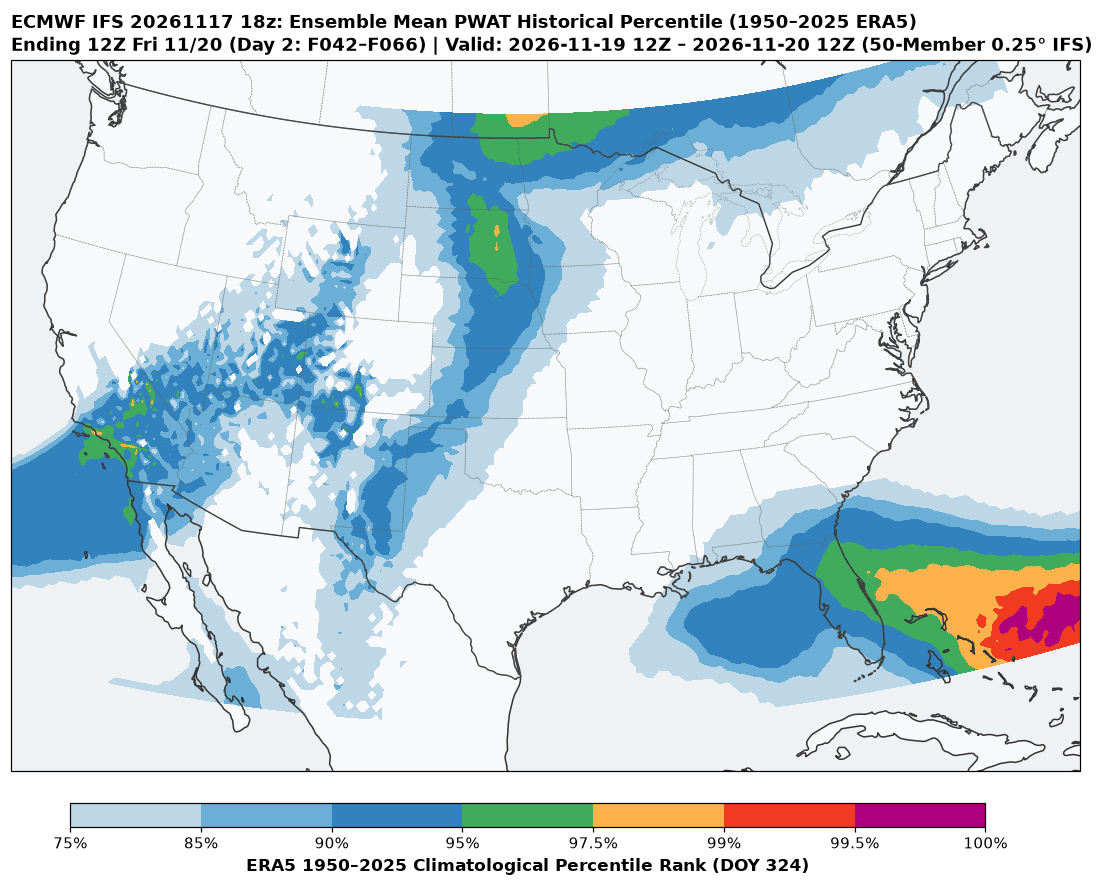 ECMWF IFS 20261117 18z: Ensemble Mean PWAT Historical Percentile (1950–2025 ERA5)
Ending 12Z Fri 11/20 (Day 2: F042–F066) | Valid: 2026-11-19 12Z – 2026-11-20 12Z (50-Member 0.25° IFS)
75% 85% 90% 95% 97.5% 99% 99.5% 100%
ERA5 1950–2025 Climatological Percentile Rank (DOY 324)